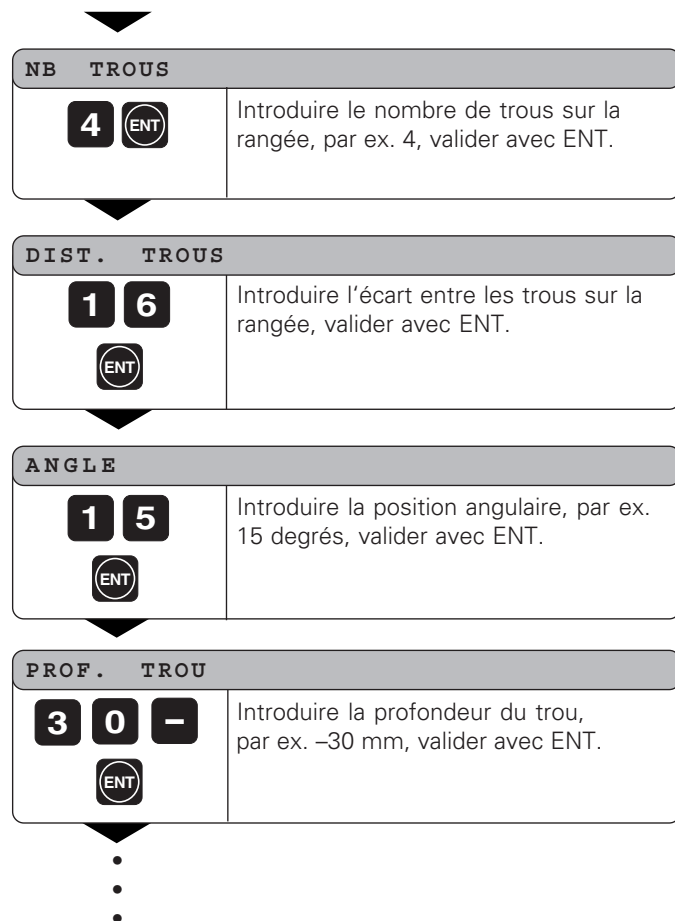 NB TROUS
4 ENT
Introduire le nombre de trous sur la
rangée, par ex. 4, valider avec ENT.
DIST. TROUS
1 6
ENT
Introduire l‘écart entre les trous sur la
rangée, valider avec ENT.
ANGLE
1 5
ENT
Introduire la position angulaire, par ex.
15 degrés, valider avec ENT.
PROF. TROU
3 0 –
ENT
Introduire la profondeur du trou,
par ex. –30 mm, valider avec ENT.